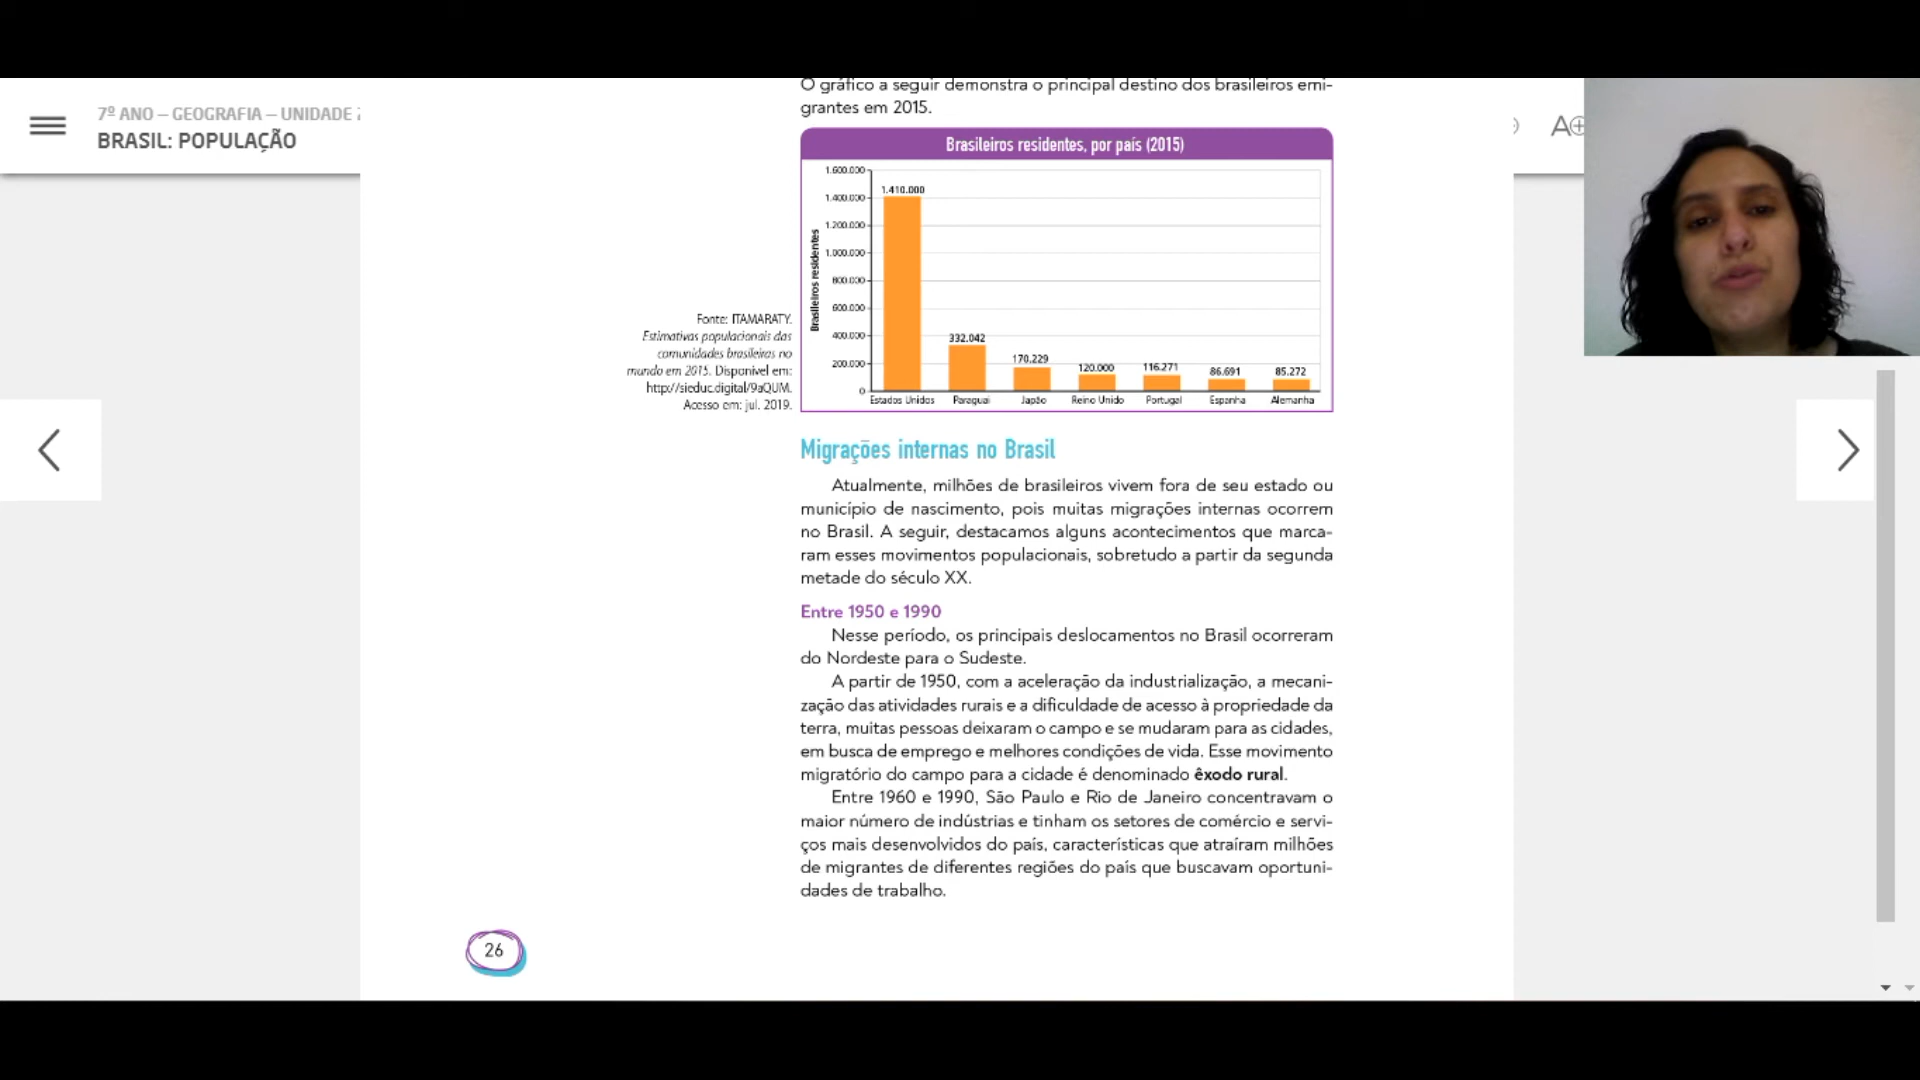 7º ANO – GEOGRAFIA – UNIDADE 2
BRASIL: POPULAÇÃO
A
O gráfico a seguir demonstra o principal destino dos brasileiros emi-
grantes em 2015.
Brasileiros residentes, por país (2015)
Brasileiros residentes
1.600.000
1.400.000
1.200.000
1.000.000
800.000
600.000
400.000
200.000
0
1.410.000
332.042
170.229
120.000
116.271
86.691
85.272
Estados Unidos
Paraguai
Japão
Reino Unido
Portugal
Espanha
Alemanha
Fonte: ITAMARATY.
Estimativas populacionais das
comunidades brasileiras no
mundo em 2015. Disponível em:
http://sieduc.digital/9aQUM.
Acesso em: jul. 2019.
Migrações internas no Brasil
Atualmente, milhões de brasileiros vivem fora de seu estado ou
município de nascimento, pois muitas migrações internas ocorrem
no Brasil. A seguir, destacamos alguns acontecimentos que marca-
ram esses movimentos populacionais, sobretudo a partir da segunda
metade do século XX.
Entre 1950 e 1990
Nesse período, os principais deslocamentos no Brasil ocorreram
do Nordeste para o Sudeste.
A partir de 1950, com a aceleração da industrialização, a mecani-
zação das atividades rurais e a dificuldade de acesso à propriedade da
terra, muitas pessoas deixaram o campo e se mudaram para as cidades,
em busca de emprego e melhores condições de vida. Esse movimento
migratório do campo para a cidade é denominado êxodo rural.
Entre 1960 e 1990, São Paulo e Rio de Janeiro concentravam o
maior número de indústrias e tinham os setores de comércio e servi-
ços mais desenvolvidos do país, características que atraíram milhões
de migrantes de diferentes regiões do país que buscavam oportuni-
dades de trabalho.
26